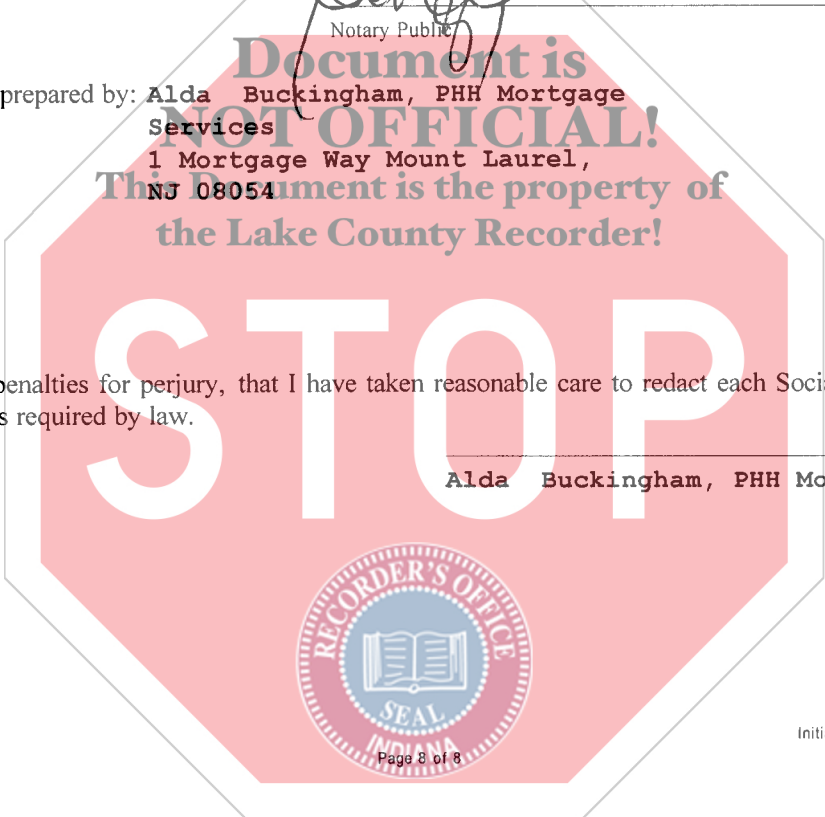 Notary Public
Document is
prepared by: Alda Buckingham, PHH Mortgage
Services
NOT OFFICIAL!
1 Mortgage Way Mount Laurel,
NJ 08054
This Document is the property of
the Lake County Recorder!
STOP
penalties for perjury, that I have taken reasonable care to redact each Soci
s required by law.
Alda Buckingham, PHH Mo
RECORDER'S OFFICE
SEAL
INDIANA
Initi
Page 8 of 8